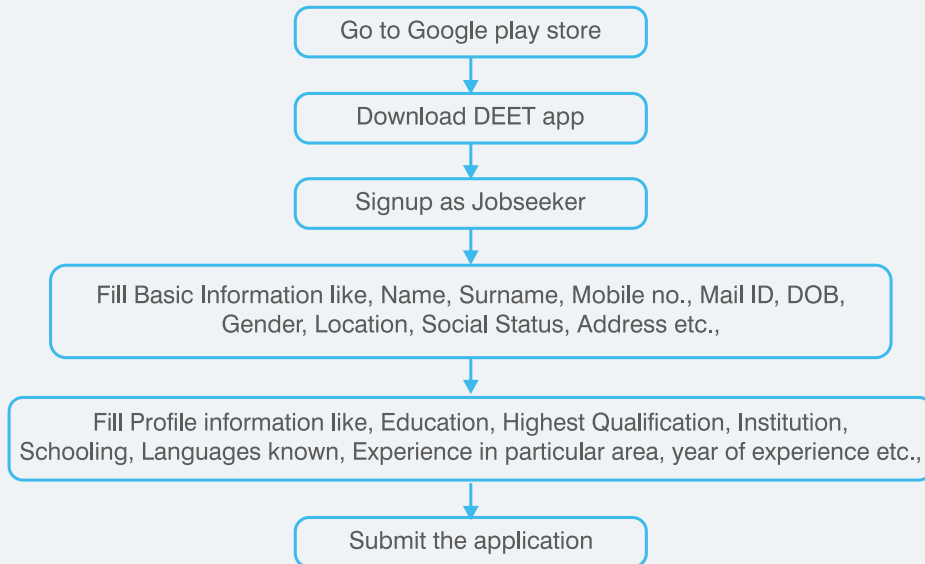 Go to Google play store
Download DEET app
Signup as Jobseeker
Fill Basic Information like, Name, Surname, Mobile no., Mail ID, DOB,
Gender, Location, Social Status, Address etc.,
Fill Profile information like, Education, Highest Qualification, Institution,
Schooling, Languages known, Experience in particular area, year of experience etc.,
Submit the application